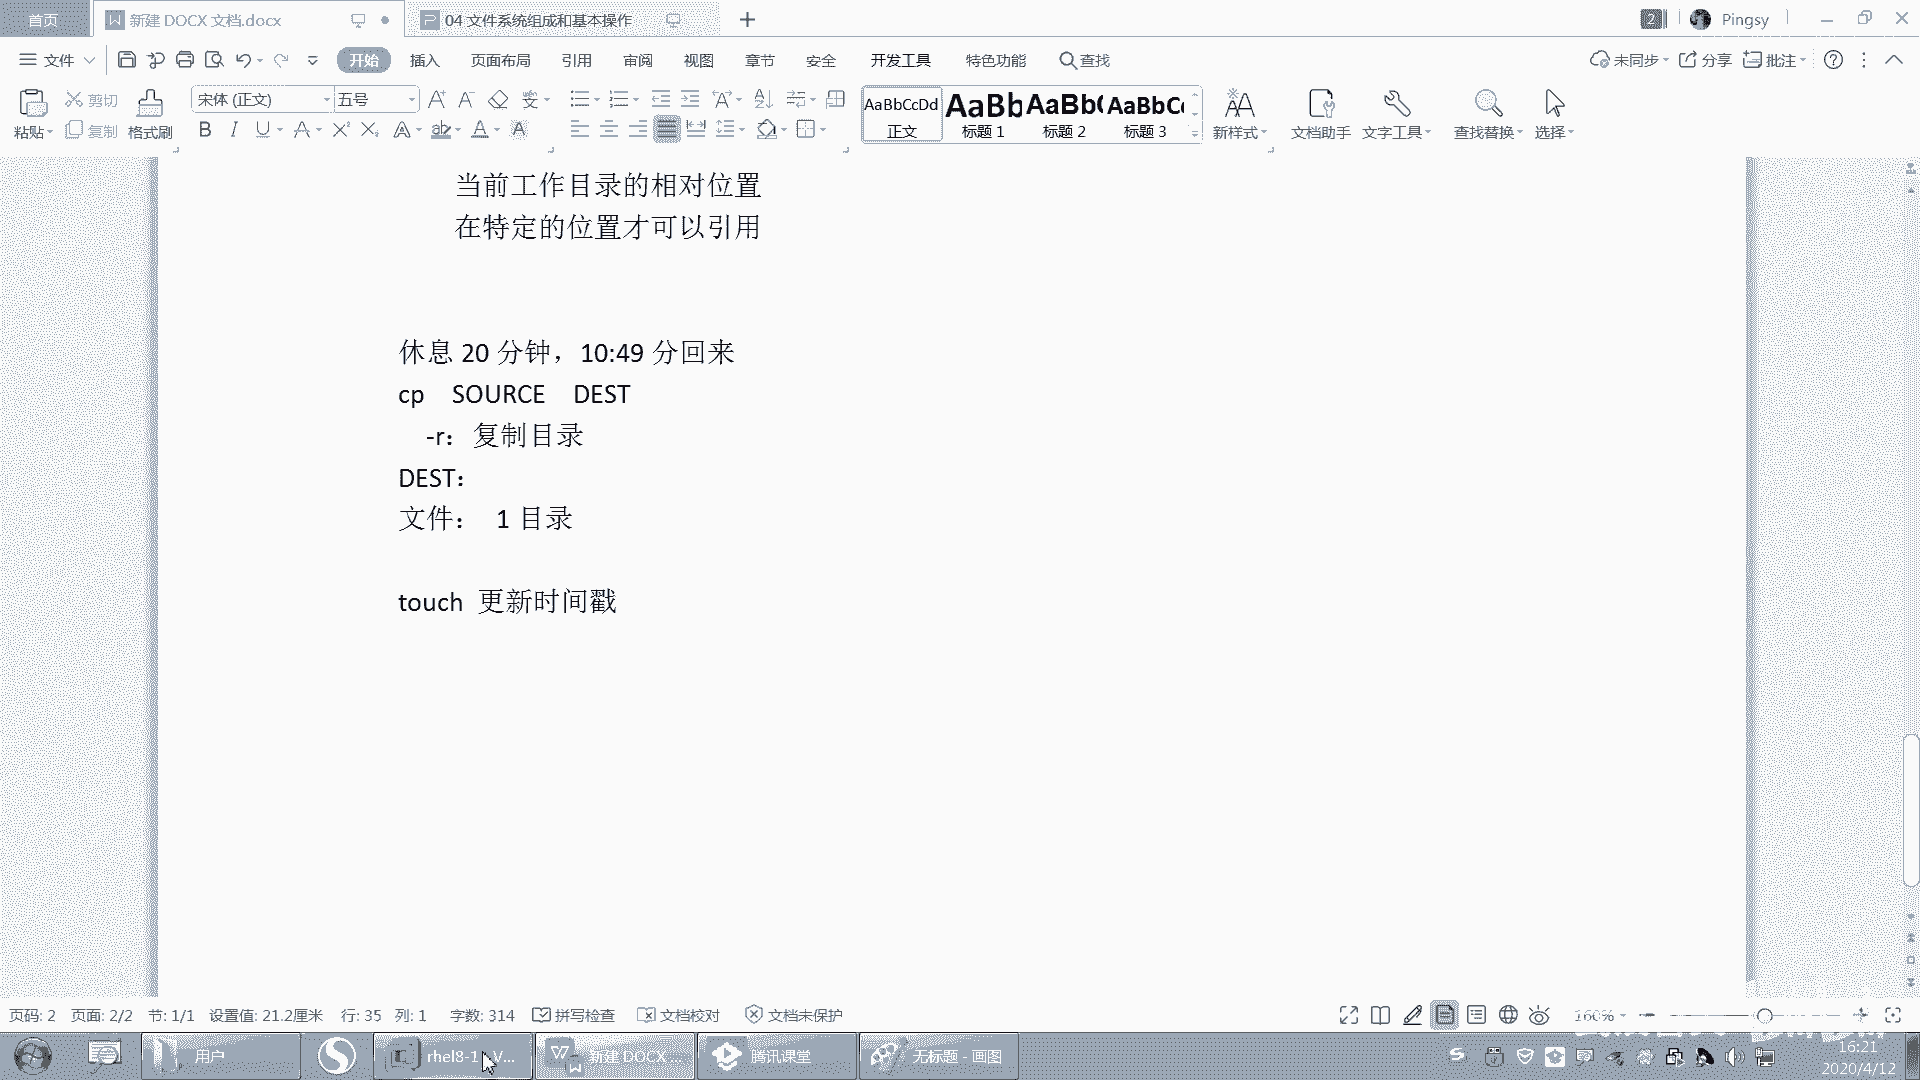 首页 新建 DOCX 文档.docx 04 文件系统组成和基本操作 2 Pingsy
文件 开始 插入 页面布局 引用 审阅 视图 章节 安全 开发工具 特色功能 查找 未同步 分享 批注
粘贴 剪切 复制 格式刷 宋体 (正文) 五号 AaBbCcDd 正文 AaBb 标题 1 AaBb( 标题 2 AaBbC 标题 3 新样式 文档助手 文字工具 查找替换 选择
当前工作目录的相对位置
在特定的位置才可以引用
休息 20 分钟，10:49 分回来
cp SOURCE DEST
-r：复制目录
DEST：
文件： 1 目录
touch 更新时间戳
页码: 2 页面: 2/2 节: 1/1 设置值: 21.2厘米 行: 35 列: 1 字数: 314 拼写检查 文档校对 文档未保护 160%
用户 rhel8-1 V... 新建 DOCX ... 腾讯课堂 无标题 - 画图 16:21
2020/4/12